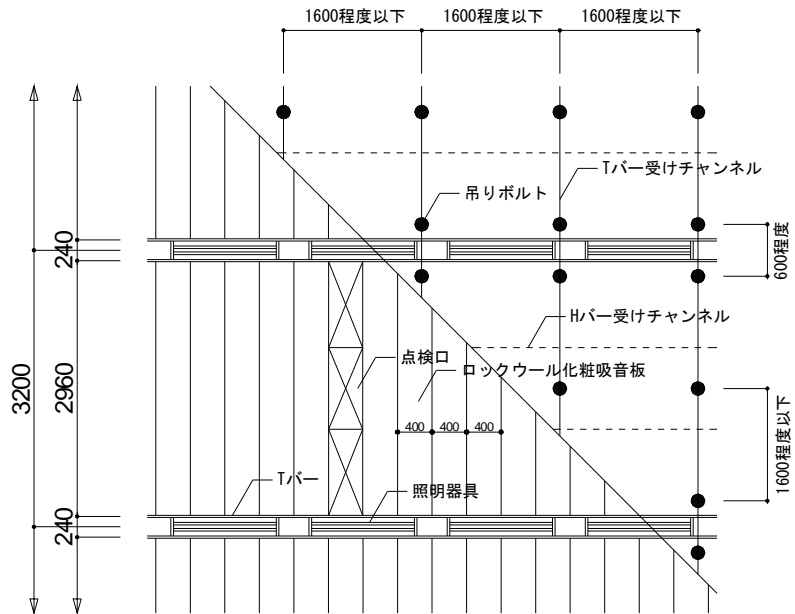 1600程度以下
1600程度以下
1600程度以下
Tバー受けチャンネル
吊りボルト
240
600程度
Hバー受けチャンネル
点検口
ロックウール化粧吸音板
3200
2960
400
400
400
1600程度以下
Tバー
照明器具
240